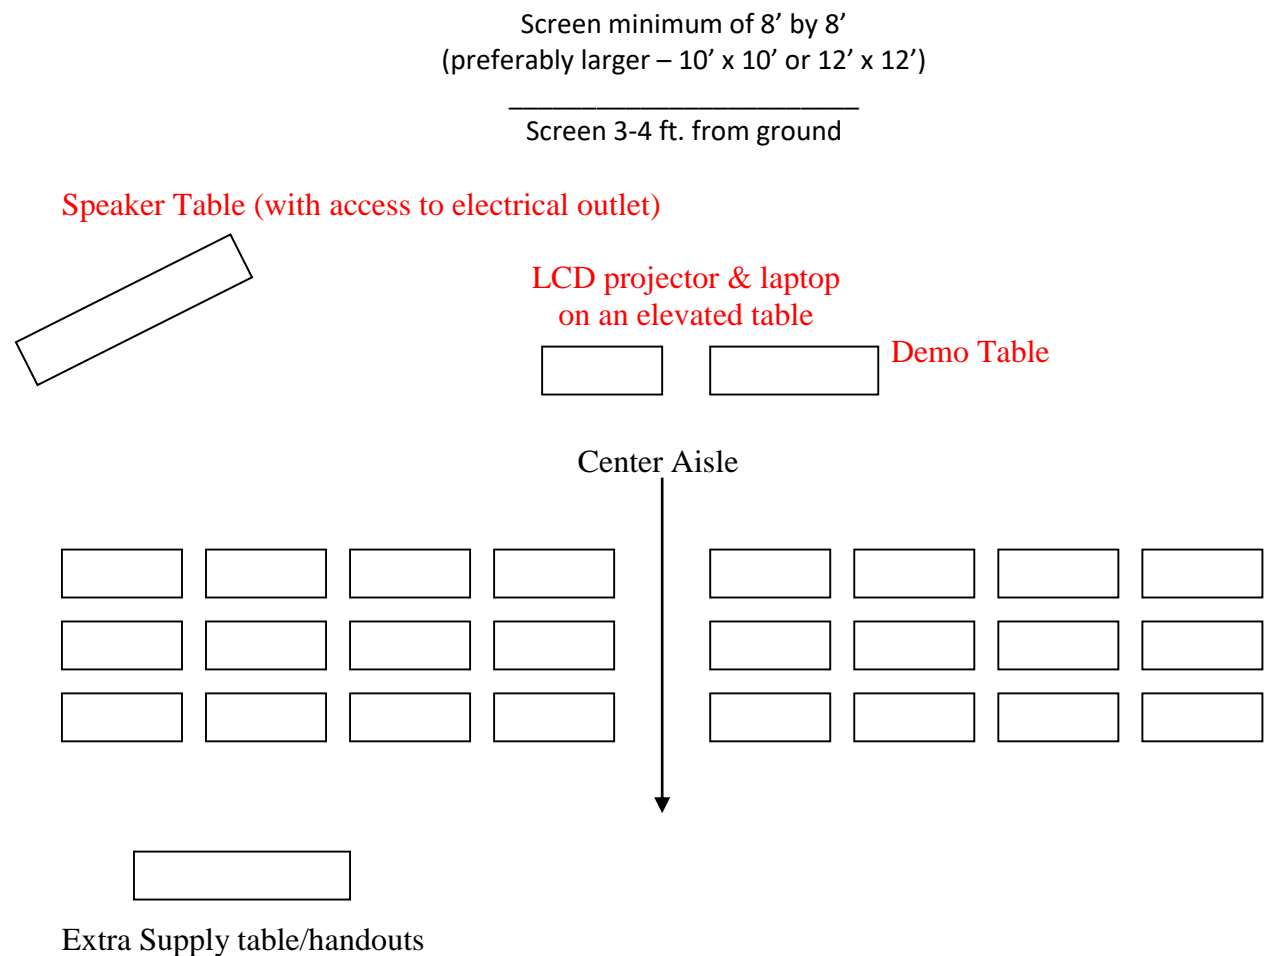 Screen minimum of 8’ by 8’
(preferably larger – 10’ x 10’ or 12’ x 12’)
________________________
Screen 3-4 ft. from ground
Speaker Table (with access to electrical outlet)
LCD projector & laptop
on an elevated table
Demo Table
Center Aisle
Extra Supply table/handouts